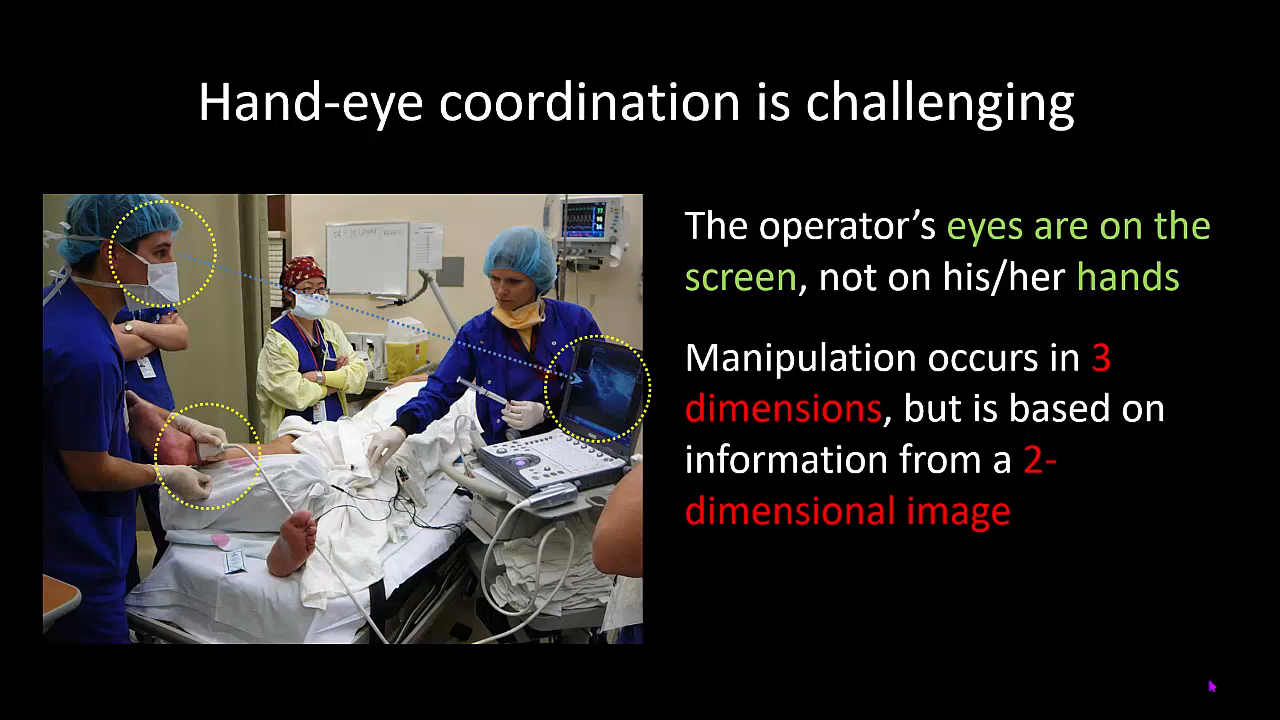 Hand-eye coordination is challenging
The operator’s eyes are on the
screen, not on his/her hands
Manipulation occurs in 3
dimensions, but is based on
information from a 2-
dimensional image